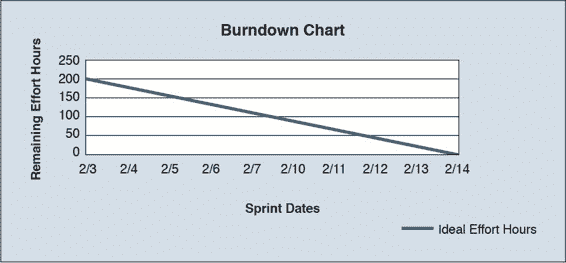 Burndown Chart
Remaining Effort Hours
250
200
150
100
50
0
2/3 2/4 2/5 2/6 2/7 2/10 2/11 2/12 2/13 2/14
Sprint Dates
Ideal Effort Hours